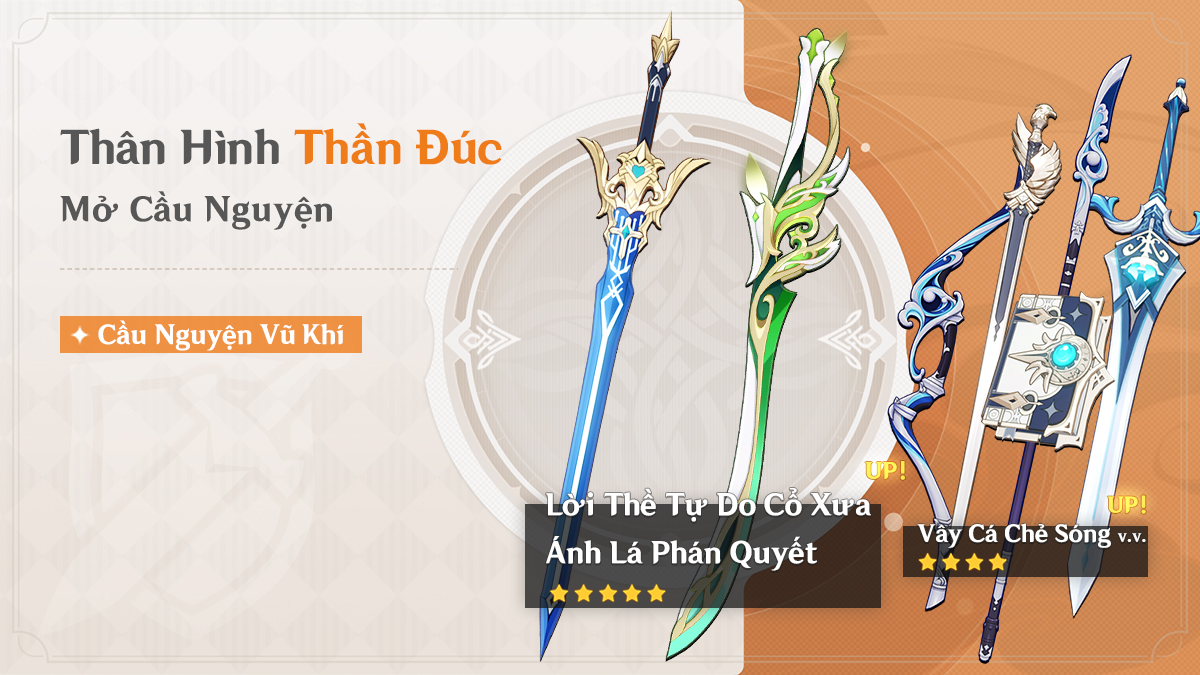 Thân Hình Thần Đúc
Mở Cầu Nguyện
Cầu Nguyện Vũ Khí
UP!
Lời Thề Tự Do Cổ Xưa
Ánh Lá Phán Quyết
UP!
Vây Cá Chẻ Sóng v.v.